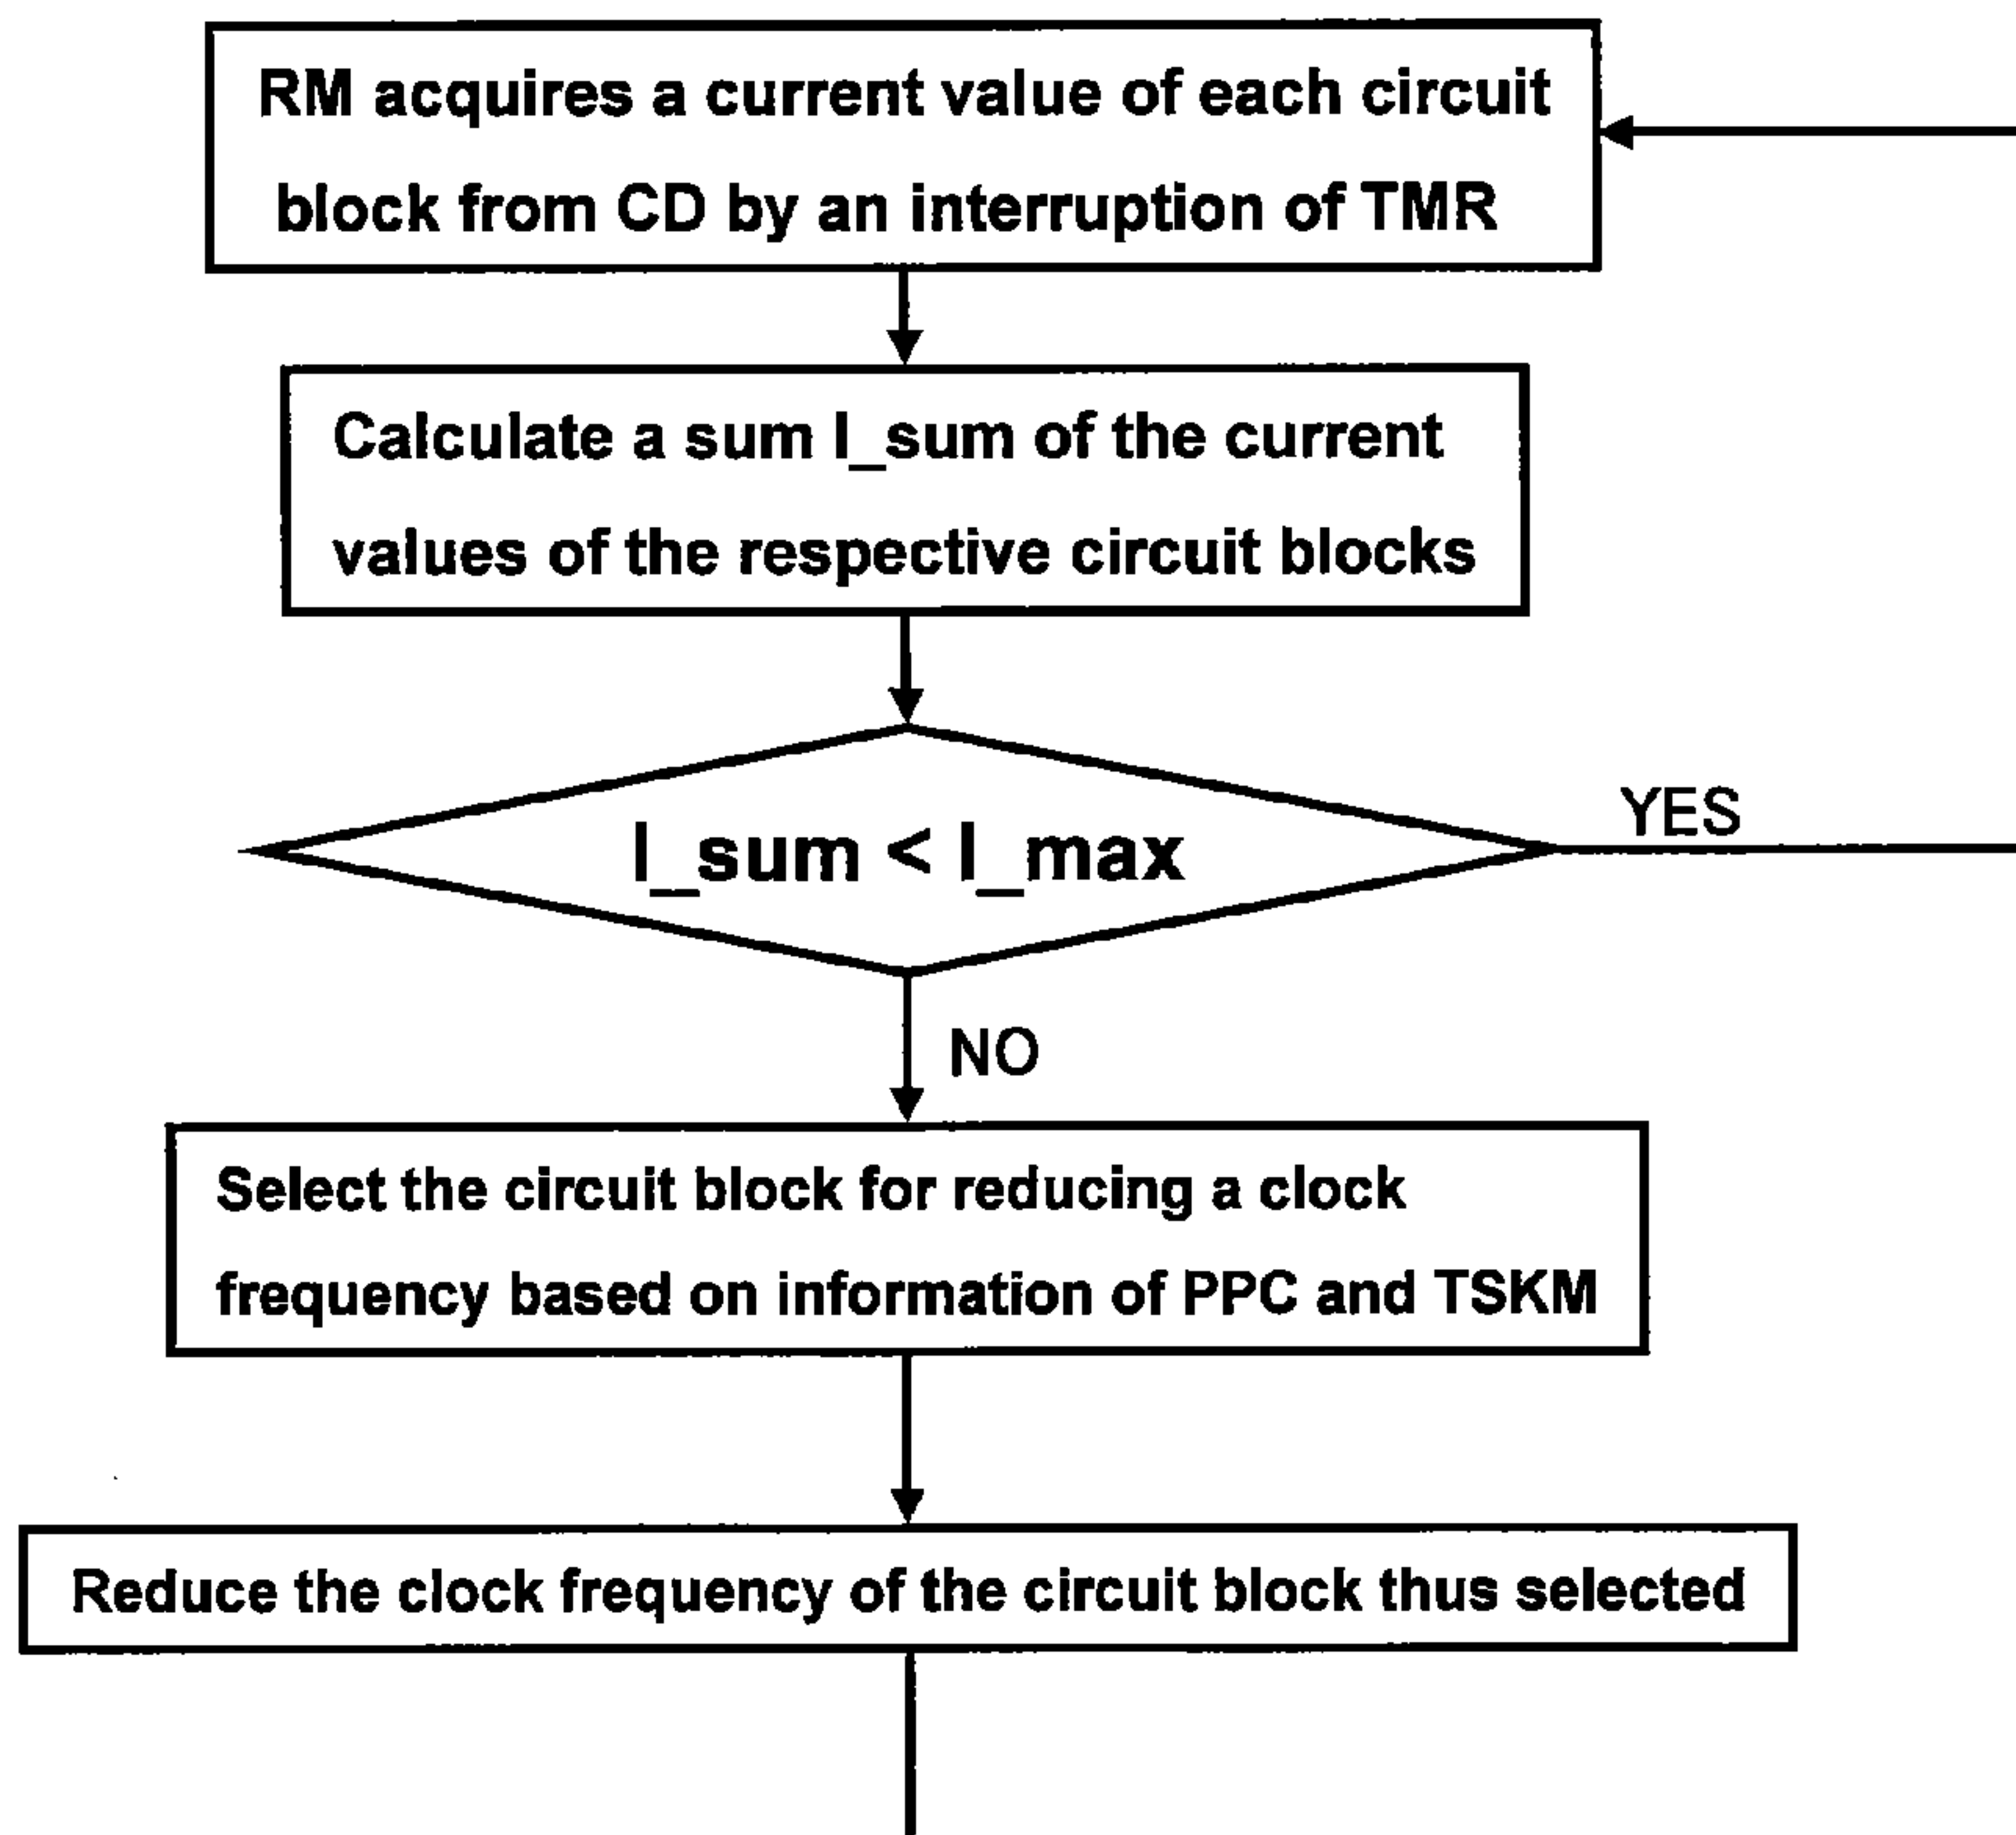 RM acquires a current value of each circuit
block from CD by an interruption of TMR
Calculate a sum I_sum of the current
values of the respective circuit blocks
I_sum < I_max
YES
NO
Select the circuit block for reducing a clock
frequency based on information of PPC and TSKM
Reduce the clock frequency of the circuit block thus selected